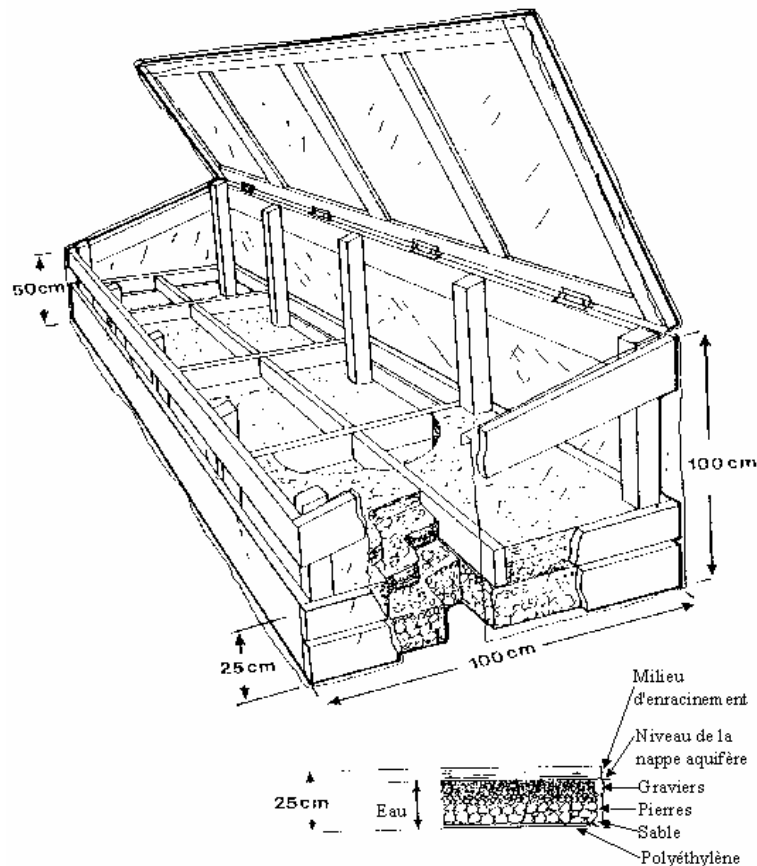 50cm
100cm
25cm
100cm
Milieu
d'enracinement
Niveau de la
nappe aquifère
Graviers
25cm
Eau
Pierres
Sable
Polyéthylène